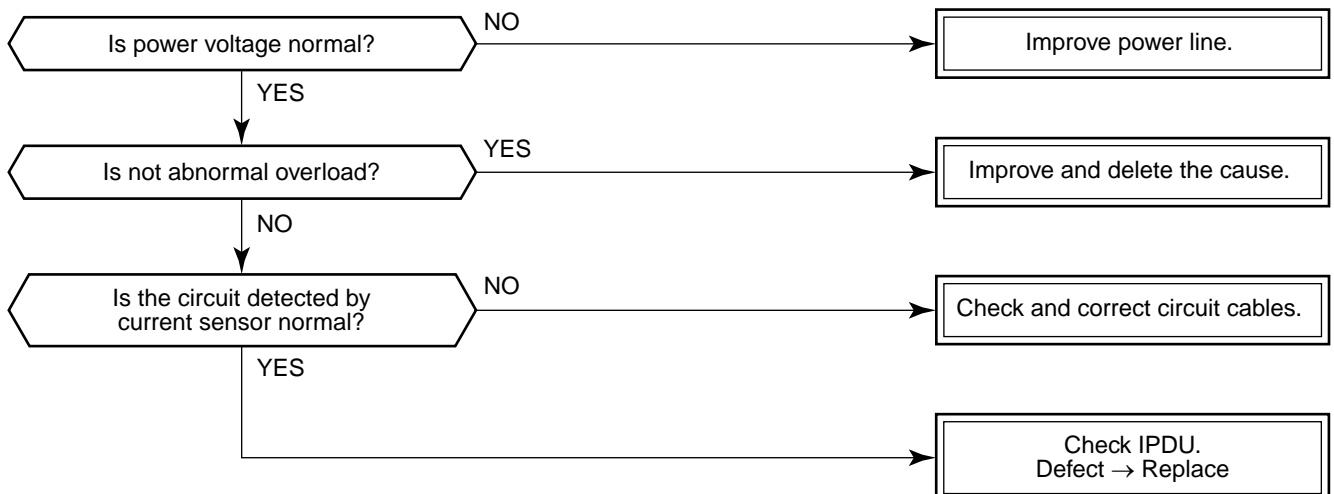 Is power voltage normal?
NO
Improve power line.
YES
Is not abnormal overload?
YES
Improve and delete the cause.
NO
Is the circuit detected by
current sensor normal?
NO
Check and correct circuit cables.
YES
Check IPDU.
Defect → Replace